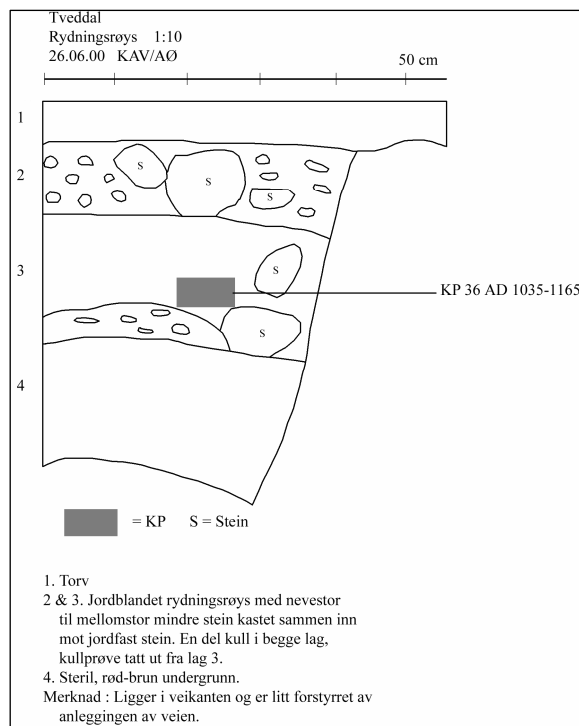 Tveddal
Rydningsrøys 1:10
26.06.00 KAV/AØ
50 cm
1
2
S
S
S
3
S
KP 36 AD 1035-1165
S
4
= KP S = Stein
1. Torv
2 & 3. Jordblandet rydningsrøys med nevestor
til mellomstor mindre stein kastet sammen inn
mot jordfast stein. En del kull i begge lag,
kullprøve tatt ut fra lag 3.
4. Steril, rød-brun undergrunn.
Merknad : Ligger i veikanten og er litt forstyrret av
anleggingen av veien.